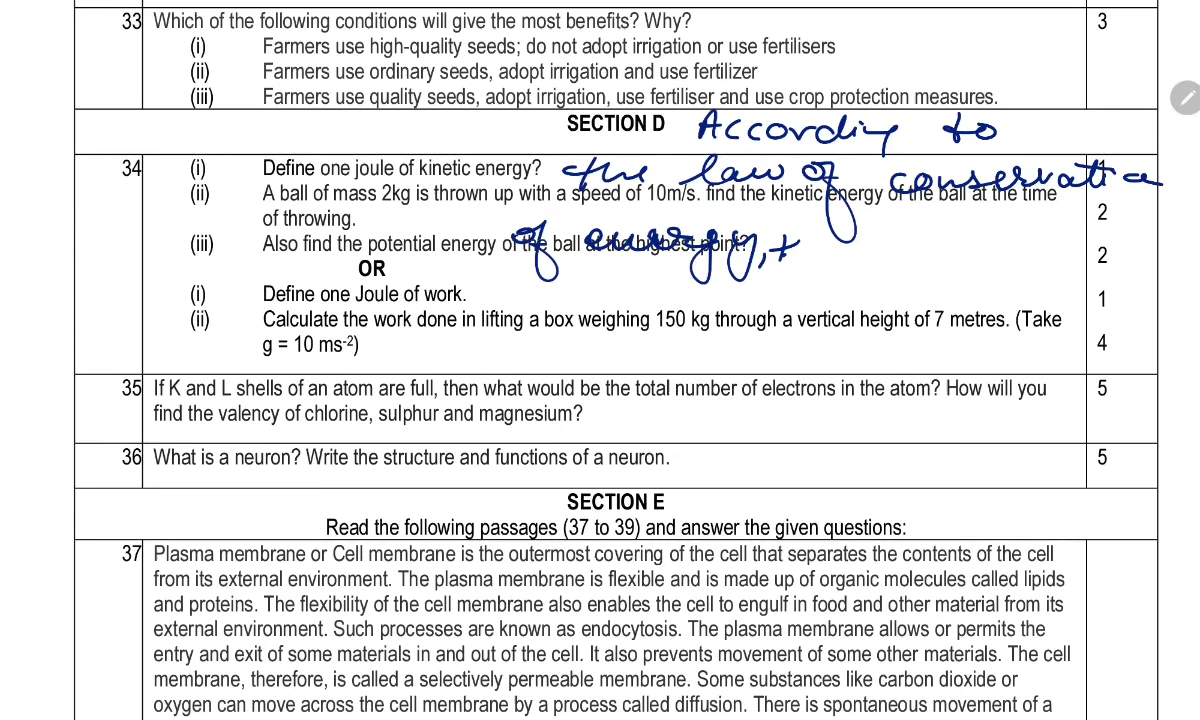 33 Which of the following conditions will give the most benefits? Why? 3
(i) Farmers use high-quality seeds; do not adopt irrigation or use fertilisers
(ii) Farmers use ordinary seeds, adopt irrigation and use fertilizer
(iii) Farmers use quality seeds, adopt irrigation, use fertiliser and use crop protection measures.
SECTION D According to
34 (i) Define one joule of kinetic energy? 1
the law of conservatio
(ii) A ball of mass 2kg is thrown up with a speed of 10m/s. find the kinetic energy of the ball at the time
of throwing. 2
(iii) Also find the potential energy of the ball at the highest point? 2
of energy, t
OR
(i) Define one Joule of work. 1
(ii) Calculate the work done in lifting a box weighing 150 kg through a vertical height of 7 metres. (Take
g = 10 ms-2) 4
35 If K and L shells of an atom are full, then what would be the total number of electrons in the atom? How will you 5
find the valency of chlorine, sulphur and magnesium?
36 What is a neuron? Write the structure and functions of a neuron. 5
SECTION E
Read the following passages (37 to 39) and answer the given questions:
37 Plasma membrane or Cell membrane is the outermost covering of the cell that separates the contents of the cell
from its external environment. The plasma membrane is flexible and is made up of organic molecules called lipids
and proteins. The flexibility of the cell membrane also enables the cell to engulf in food and other material from its
external environment. Such processes are known as endocytosis. The plasma membrane allows or permits the
entry and exit of some materials in and out of the cell. It also prevents movement of some other materials. The cell
membrane, therefore, is called a selectively permeable membrane. Some substances like carbon dioxide or
oxygen can move across the cell membrane by a process called diffusion. There is spontaneous movement of a